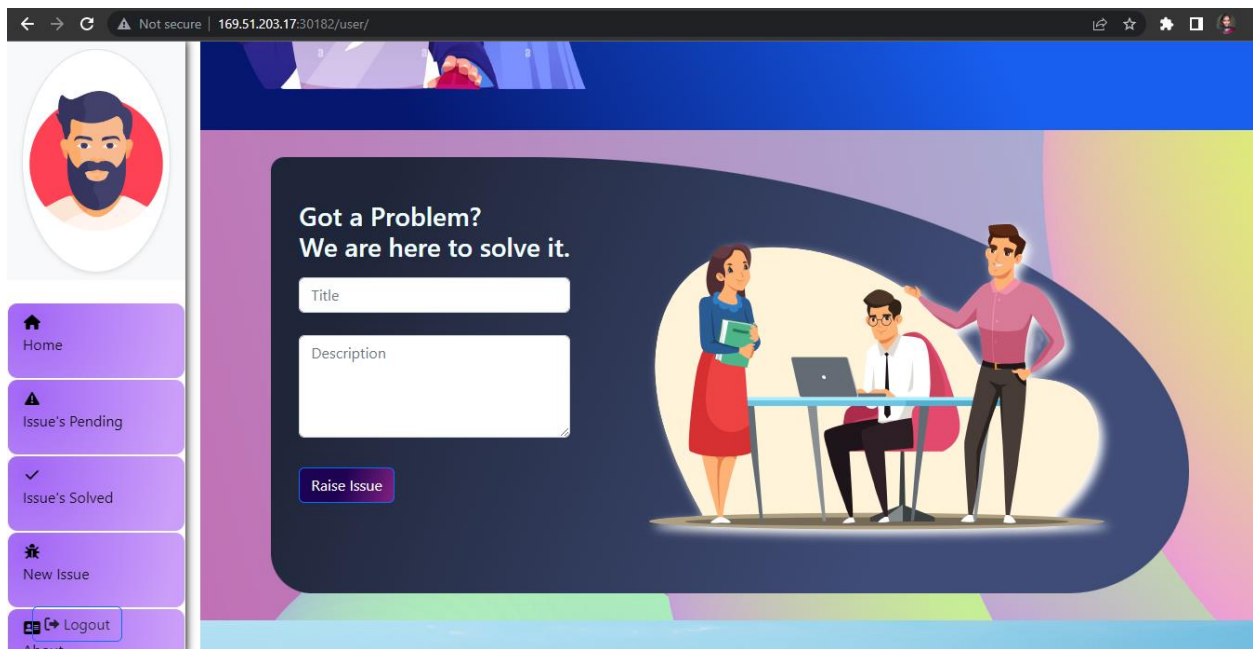 Not secure | 169.51.203.17:30182/user/
Home
Issue's Pending
Issue's Solved
New Issue
Logout
About
Got a Problem?
We are here to solve it.
Title
Description
Raise Issue